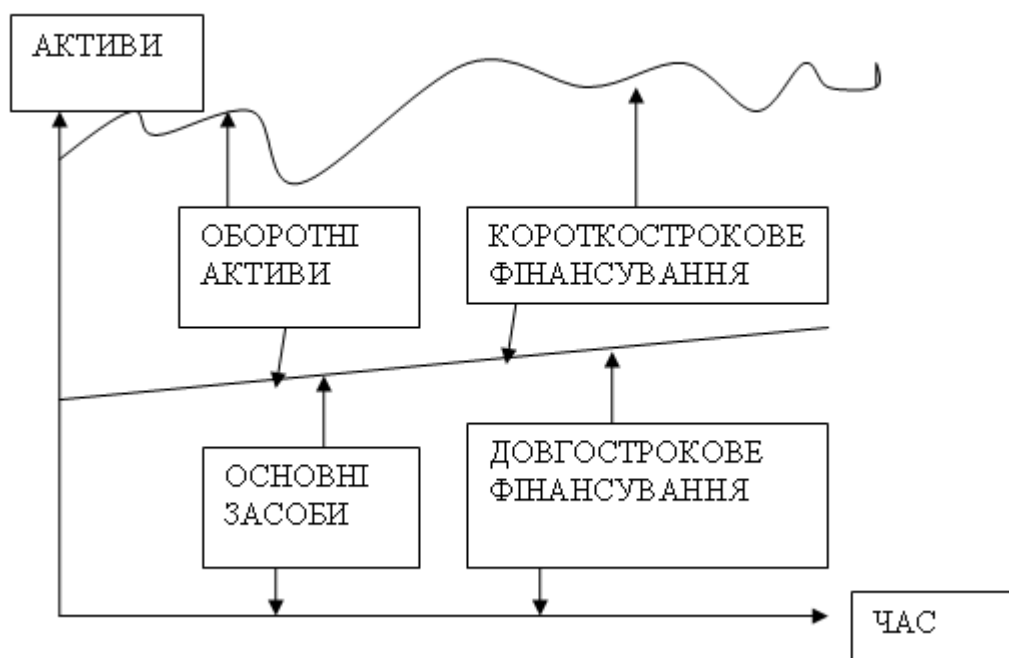 АКТИВИ
ОБОРОТНІ
АКТИВИ
КОРОТКОСТРОКОВЕ
ФІНАНСУВАННЯ
ОСНОВНІ
ЗАСОБИ
ДОВГОСТРОКОВЕ
ФІНАНСУВАННЯ
ЧАС